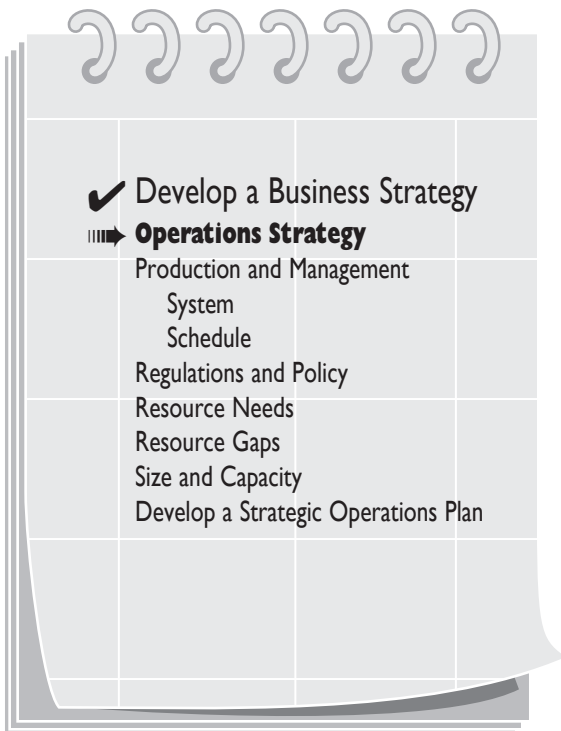 Develop a Business Strategy
Operations Strategy
Production and Management
System
Schedule
Regulations and Policy
Resource Needs
Resource Gaps
Size and Capacity
Develop a Strategic Operations Plan